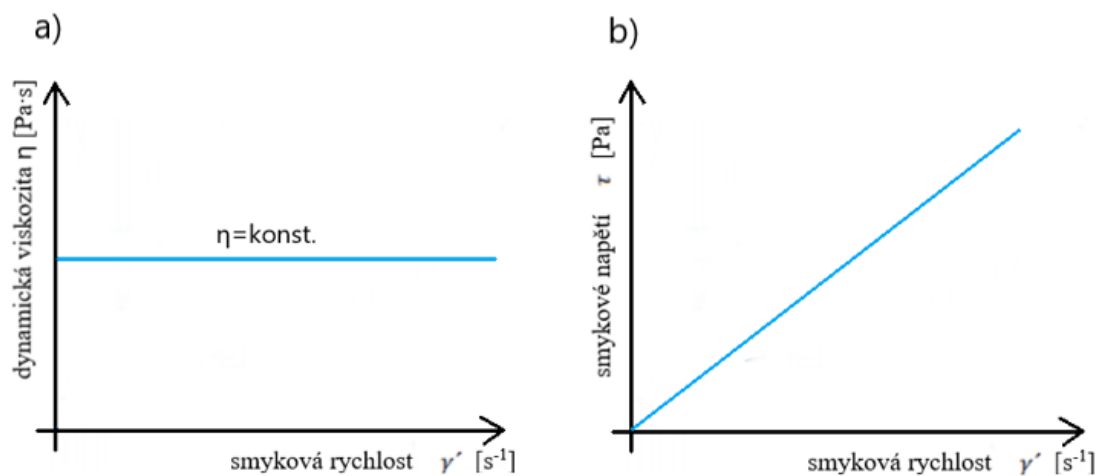 a)
dynamická viskozita η [Pa·s]
η=konst.
smyková rychlost γ´ [s⁻¹]
b)
smykové napětí τ [Pa]
smyková rychlost γ´ [s⁻¹]